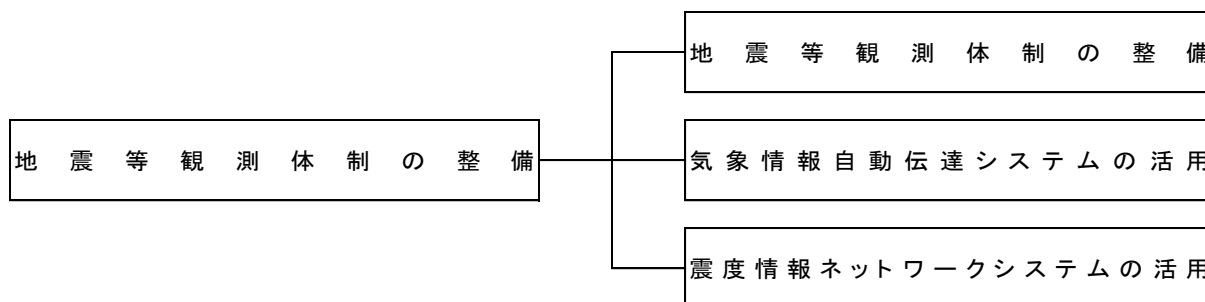 地震等観測体制の整備
地震等観測体制の整備
気象情報自動伝達システムの活用
震度情報ネットワークシステムの活用